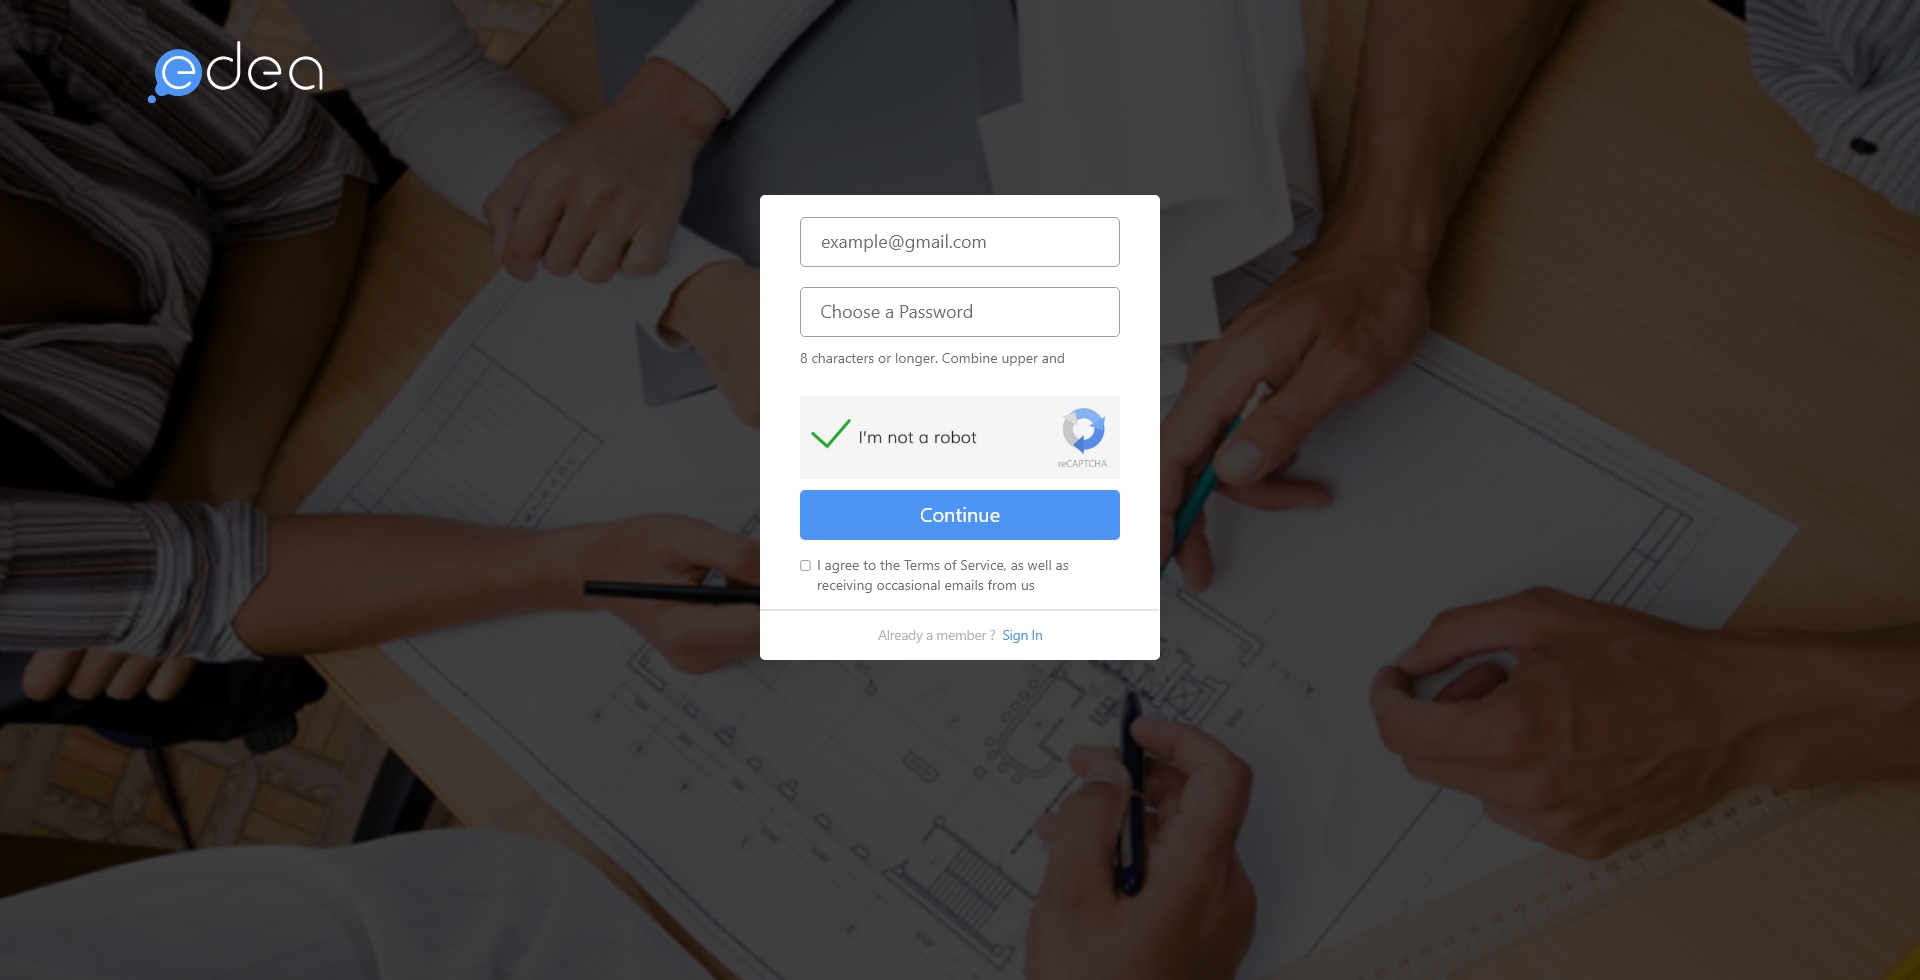 edea
example@gmail.com
Choose a Password
8 characters or longer. Combine upper and
I'm not a robot
reCAPTCHA
Continue
I agree to the Terms of Service, as well as
receiving occasional emails from us
Already a member ? Sign In